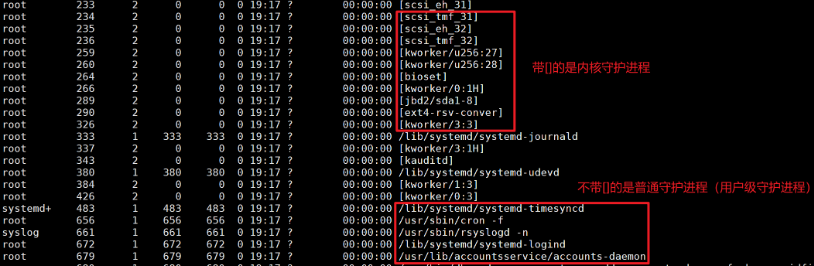 root 233 2 0 0 0 19:17 ? 00:00:00 [scsi_eh_31]
root 234 2 0 0 0 19:17 ? 00:00:00 [scsi_tmf_31]
root 235 2 0 0 0 19:17 ? 00:00:00 [scsi_eh_32]
root 236 2 0 0 0 19:17 ? 00:00:00 [scsi_tmf_32]
root 259 2 0 0 0 19:17 ? 00:00:00 [kworker/u256:27]
root 260 2 0 0 0 19:17 ? 00:00:00 [kworker/u256:28]
带[]的是内核守护进程
root 264 2 0 0 0 19:17 ? 00:00:00 [bioset]
root 266 2 0 0 0 19:17 ? 00:00:00 [kworker/0:1H]
root 289 2 0 0 0 19:17 ? 00:00:00 [jbd2/sda1-8]
root 290 2 0 0 0 19:17 ? 00:00:00 [ext4-rsv-conver]
root 326 2 0 0 0 19:17 ? 00:00:00 [kworker/3:3]
root 333 1 333 333 0 19:17 ? 00:00:00 /lib/systemd/systemd-journald
root 337 2 0 0 0 19:17 ? 00:00:00 [kworker/3:1H]
root 343 2 0 0 0 19:17 ? 00:00:00 [kauditd]
root 380 1 380 380 0 19:17 ? 00:00:00 /lib/systemd/systemd-udevd
root 384 2 0 0 0 19:17 ? 00:00:00 [kworker/1:3]
不带[]的是普通守护进程（用户级守护进程)
root 426 2 0 0 0 19:17 ? 00:00:00 [kworker/0:3]
systemd+ 483 1 483 483 0 19:17 ? 00:00:00 /lib/systemd/systemd-timesyncd
root 656 1 656 656 0 19:17 ? 00:00:00 /usr/sbin/cron -f
syslog 661 1 661 661 0 19:17 ? 00:00:00 /usr/sbin/rsyslogd -n
root 672 1 672 672 0 19:17 ? 00:00:00 /lib/systemd/systemd-logind
root 679 1 679 679 0 19:17 ? 00:00:00 /usr/lib/accountsservice/accounts-daemon